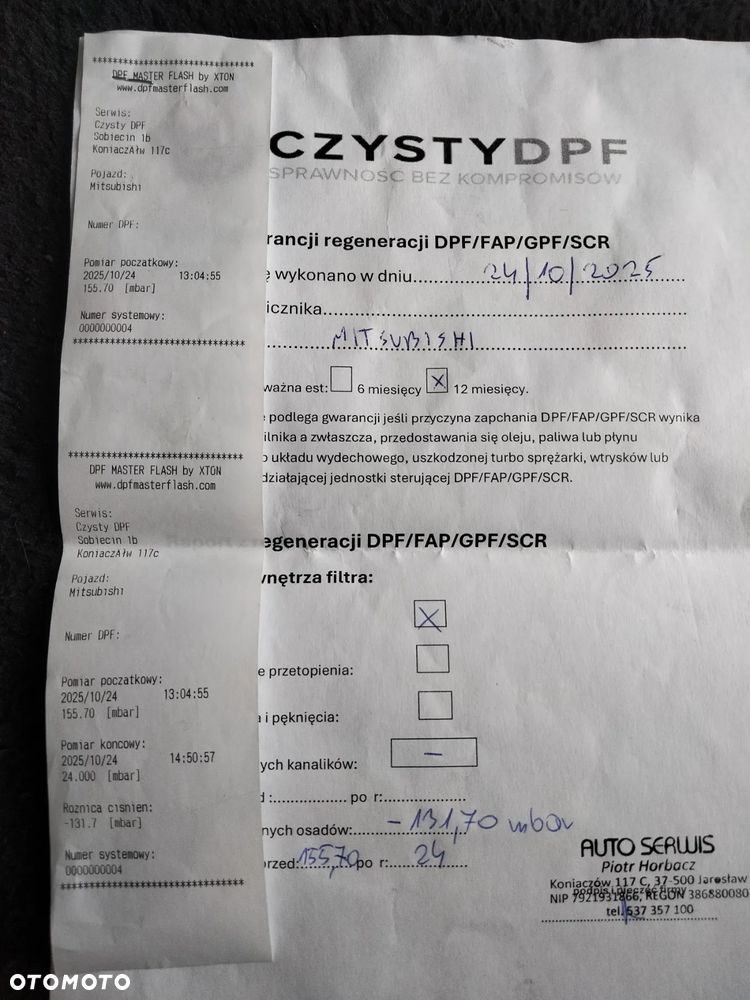 ******************************
DPF MASTER FLASH by XTON
www.dpfmasterflash.com
Serwis:
Czysty DPF
Sobiecin 1b
KoniaczAłw 117c
Pojazd:
Mitsubishi
Numer DPF:
Pomiar poczatkowy:
2025/10/24 13:04:55
155.70 [mbar]
Numer systemowy:
0000000004
******************************
******************************
DPF MASTER FLASH by XTON
www.dpfmasterflash.com
Serwis:
Czysty DPF
Sobiecin 1b
KoniaczAłw 117c
Pojazd:
Mitsubishi
Numer DPF:
Pomiar poczatkowy:
2025/10/24 13:04:55
155.70 [mbar]
Pomiar koncowy:
2025/10/24 14:50:57
24.000 [mbar]
Roznica cisnien:
-131.7 [mbar]
Numer systemowy:
0000000004
******************************
CZYSTYDPF
SPRAWNOŚĆ BEZ KOMPROMISÓW
rancji regeneracji DPF/FAP/GPF/SCR
ę wykonano w dniu 24/10/2025
icznika
MITSUBISHI
ważna est: 6 miesięcy X 12 miesięcy.
podlega gwarancji jeśli przyczyna zapchania DPF/FAP/GPF/SCR wynika
ilnika a zwłaszcza, przedostawania się oleju, paliwa lub płynu
o układu wydechowego, uszkodzonej turbo sprężarki, wtrysków lub
działającej jednostki sterującej DPF/FAP/GPF/SCR.
egeneracji DPF/FAP/GPF/SCR
wnętrza filtra:
X
e przetopienia:
a i pęknięcia:
ych kanalików: –
d: po r:
nych osadów: -131,70 mbar
przed: 155,70 po r: 24
AUTO SERWIS
Piotr Horbacz
Koniaczów 117 C, 37-500 Jarosław
podpis i pieczęć firmy
NIP 7921931866, REGON 386880080
tel. 537 357 100
OTOMOTO